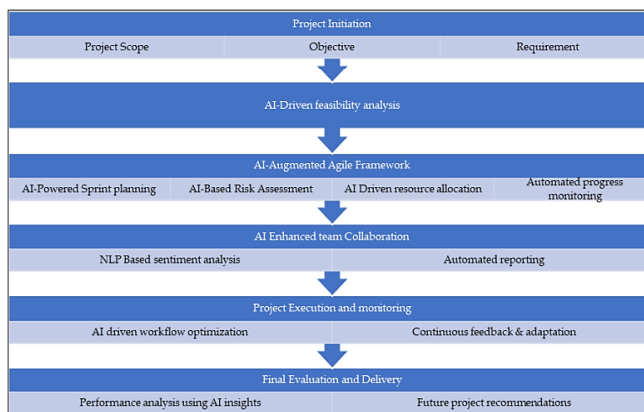 Project Initiation
Project Scope Objective Requirement
AI-Driven feasibility analysis
AI-Augmented Agile Framework
AI-Powered Sprint planning AI-Based Risk Assessment AI Driven resource allocation Automated progress
monitoring
AI Enhanced team Collaboration
NLP Based sentiment analysis Automated reporting
Project Execution and monitoring
AI driven workflow optimization Continuous feedback & adaptation
Final Evaluation and Delivery
Performance analysis using AI insights Future project recommendations